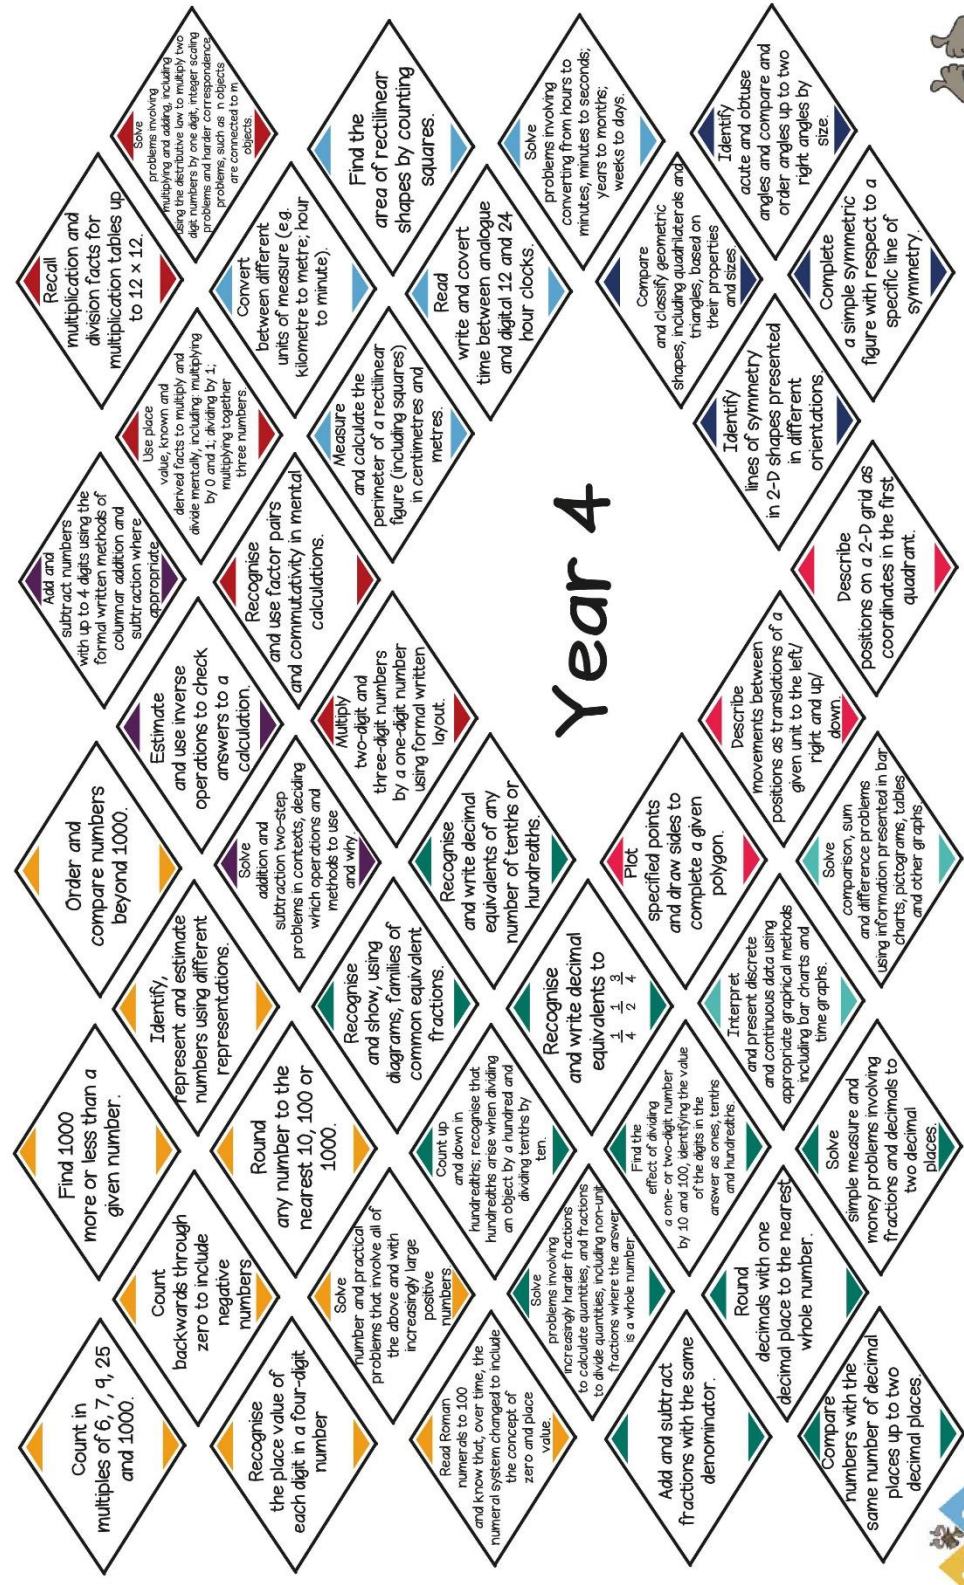 Count in
multiples of 6, 7, 9, 25
and 1000.
Find 1000
more or less than a
given number.
Order and
compare numbers
beyond 1000.
Add and
subtract numbers
with up to 4 digits using the
formal written methods of
columnar addition and
subtraction where
appropriate.
Recall
multiplication and
division facts for
multiplication tables up
to 12 × 12.
Count
backwards through
zero to include
negative
numbers
Identify,
represent and estimate
numbers using different
representations.
Estimate
and use inverse
operations to check
answers to a
calculation.
Use place
value, known and
derived facts to multiply and
divide mentally, including: multiplying
by 0 and 1; dividing by 1;
multiplying together
three numbers.
Solve
problems involving
multiplying and adding, including
using the distributive law to multiply two
digit numbers by one digit, integer scaling
problems and harder correspondence
problems, such as n objects
are connected to m
objects.
Recognise
the place value of
each digit in a four-digit
number
Round
any number to the
nearest 10, 100 or
1000.
Solve
addition and
subtraction two-step
problems in contexts, deciding
which operations and
methods to use
and why.
Recognise
and use factor pairs
and commutativity in mental
calculations.
Convert
between different
units of measure (e.g.
kilometre to metre; hour
to minute).
Solve
number and practical
problems that involve all of
the above and with
increasingly large
positive
numbers
Recognise
and show, using
diagrams, families of
common equivalent
fractions.
Multiply
two-digit and
three-digit numbers
by a one-digit number
using formal written
layout.
Measure
and calculate the
perimeter of a rectilinear
figure (including squares)
in centimetres and
metres.
Find the
area of rectilinear
shapes by counting
squares.
Read Roman
numerals to 100
and know that, over time, the
numeral system changed to include
the concept of
zero and place
value.
Count up
and down in
hundredths; recognise that
hundredths arise when dividing
an object by a hundred and
dividing tenths by
ten.
Recognise
and write decimal
equivalents of any
number of tenths or
hundredths.
Read
write and covert
time between analogue
and digital 12 and 24
hour clocks.
Solve
problems involving
increasingly harder fractions
to calculate quantities, and fractions
to divide quantities, including non-unit
fractions where the answer
is a whole number.
Recognise
and write decimal
equivalents to
1/4 1/2 3/4
Year 4
Solve
problems involving
converting from hours to
minutes, minutes to seconds;
years to months;
weeks to days.
Add and subtract
fractions with the same
denominator.
Find the
effect of dividing
a one- or two-digit number
by 10 and 100, identifying the value
of the digits in the
answer as ones, tenths
and hundredths.
Plot
specified points
and draw sides to
complete a given
polygon.
Compare
and classify geometric
shapes, including quadrilaterals and
triangles, based on
their properties
and sizes.
Round
decimals with one
decimal place to the nearest
whole number.
Interpret
and present discrete
and continuous data using
appropriate graphical methods
including bar charts and
time graphs.
Describe
movements between
positions as translations of a
given unit to the left/
right and up/
down.
Identify
lines of symmetry
in 2-D shapes presented
in different
orientations.
Identify
acute and obtuse
angles and compare and
order angles up to two
right angles by
size.
Compare
numbers with the
same number of decimal
places up to two
decimal places.
Solve
simple measure and
money problems involving
fractions and decimals to
two decimal
places.
Solve
comparison, sum
and difference problems
using information presented in bar
charts, pictograms, tables
and other graphs.
Describe
positions on a 2-D grid as
coordinates in the first
quadrant.
Complete
a simple symmetric
figure with respect to a
specific line of
symmetry.